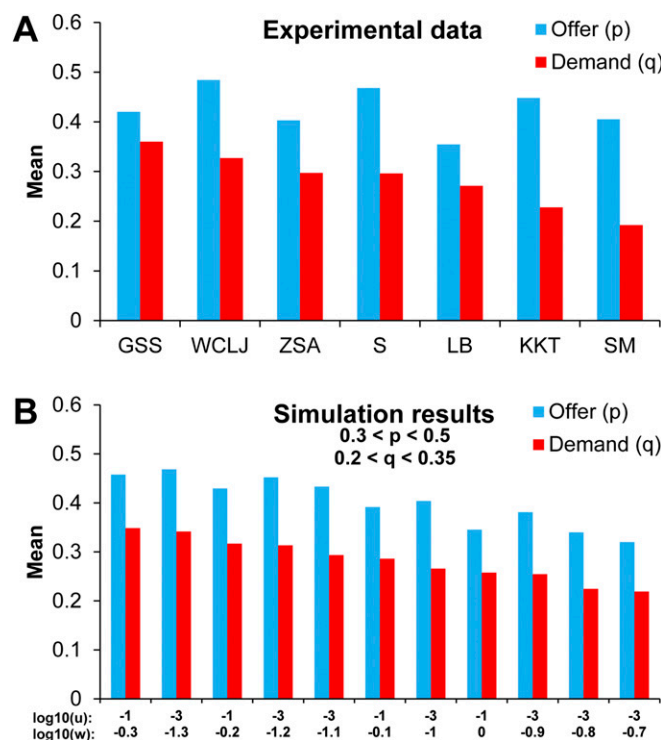 A
Experimental data
Offer (p)
Demand (q)
Mean
0.6
0.5
0.4
0.3
0.2
0.1
0
GSS WCLJ ZSA S LB KKT SM
B
Simulation results
0.3 < p < 0.5
0.2 < q < 0.35
Offer (p)
Demand (q)
Mean
0.6
0.5
0.4
0.3
0.2
0.1
0
log10(u): -1 -3 -1 -3 -3 -1 -3 -1 -3 -3 -3
log10(w): -0.3 -1.3 -0.2 -1.2 -1.1 -0.1 -1 0 -0.9 -0.8 -0.7